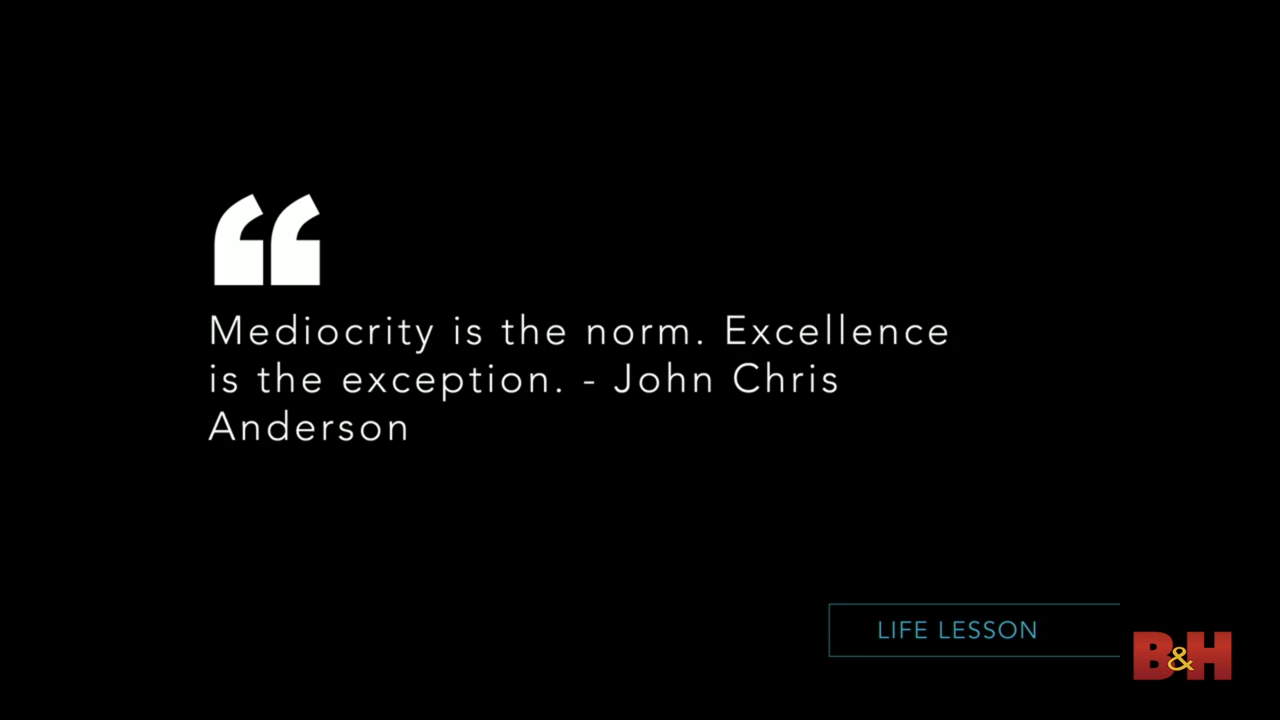 “
Mediocrity is the norm. Excellence
is the exception. - John Chris
Anderson
LIFE LESSON
B&H